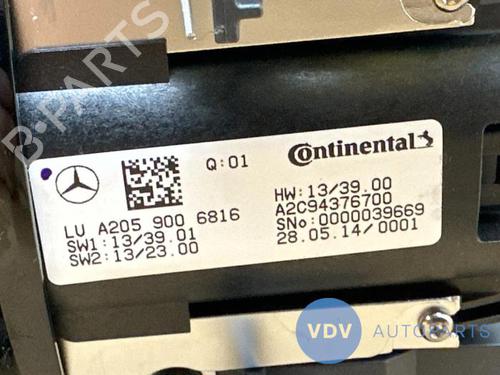 Q:01
Continental
LU A205 900 6816
SW1:13/39.01
SW2:13/23.00
HW:13/39.00
A2C94376700
SNo:0000039669
28.05.14/0001
B-PARTS
VDV
AUTOPARTS